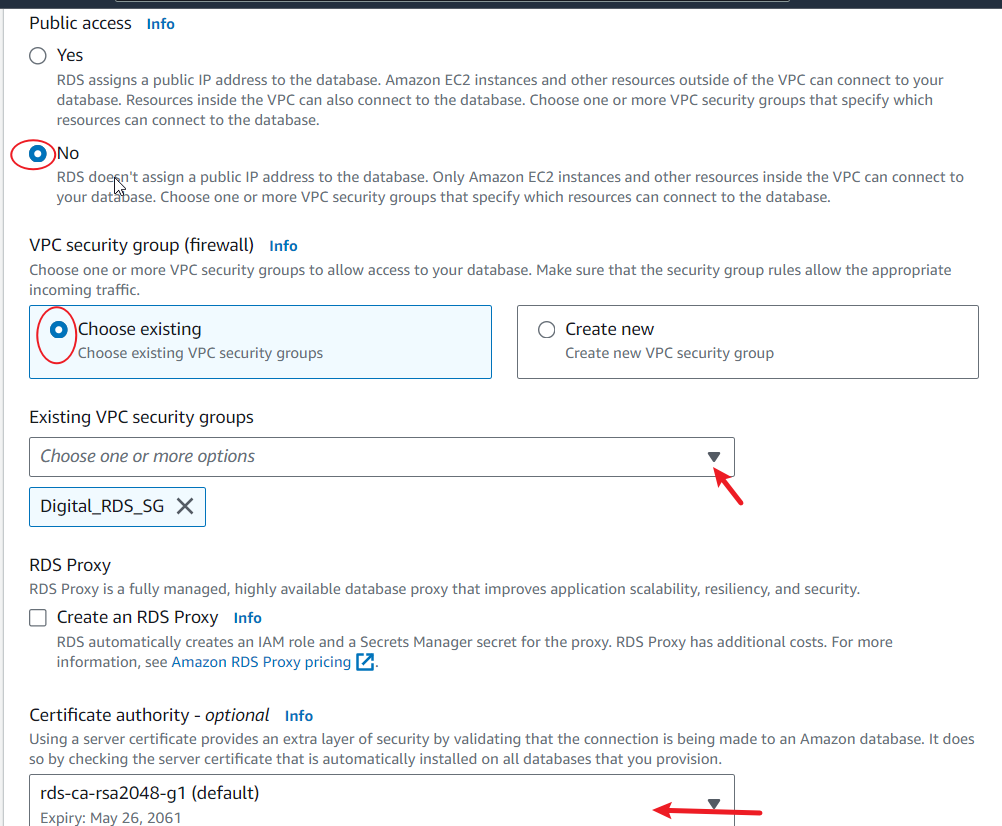 Public access Info
Yes
RDS assigns a public IP address to the database. Amazon EC2 instances and other resources outside of the VPC can connect to your
database. Resources inside the VPC can also connect to the database. Choose one or more VPC security groups that specify which
resources can connect to the database.
No
RDS doesn't assign a public IP address to the database. Only Amazon EC2 instances and other resources inside the VPC can connect to
your database. Choose one or more VPC security groups that specify which resources can connect to the database.
VPC security group (firewall) Info
Choose one or more VPC security groups to allow access to your database. Make sure that the security group rules allow the appropriate
incoming traffic.
Choose existing
Choose existing VPC security groups
Create new
Create new VPC security group
Existing VPC security groups
Choose one or more options
Digital_RDS_SG
RDS Proxy
RDS Proxy is a fully managed, highly available database proxy that improves application scalability, resiliency, and security.
Create an RDS Proxy Info
RDS automatically creates an IAM role and a Secrets Manager secret for the proxy. RDS Proxy has additional costs. For more
information, see Amazon RDS Proxy pricing.
Certificate authority - optional Info
Using a server certificate provides an extra layer of security by validating that the connection is being made to an Amazon database. It does
so by checking the server certificate that is automatically installed on all databases that you provision.
rds-ca-rsa2048-g1 (default)
Expiry: May 26, 2061